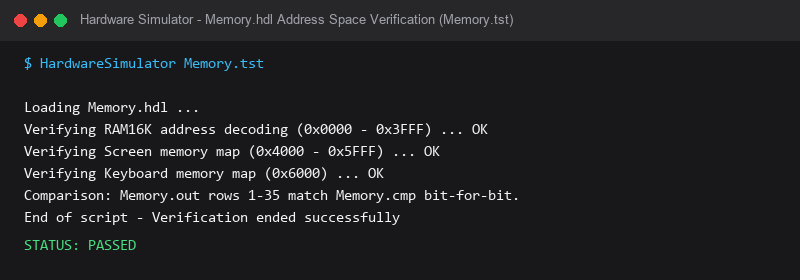 Hardware Simulator - Memory.hdl Address Space Verification (Memory.tst)
$ HardwareSimulator Memory.tst
Loading Memory.hdl ...
Verifying RAM16K address decoding (0x0000 - 0x3FFF) ... OK
Verifying Screen memory map (0x4000 - 0x5FFF) ... OK
Verifying Keyboard memory map (0x6000) ... OK
Comparison: Memory.out rows 1-35 match Memory.cmp bit-for-bit.
End of script - Verification ended successfully
STATUS: PASSED